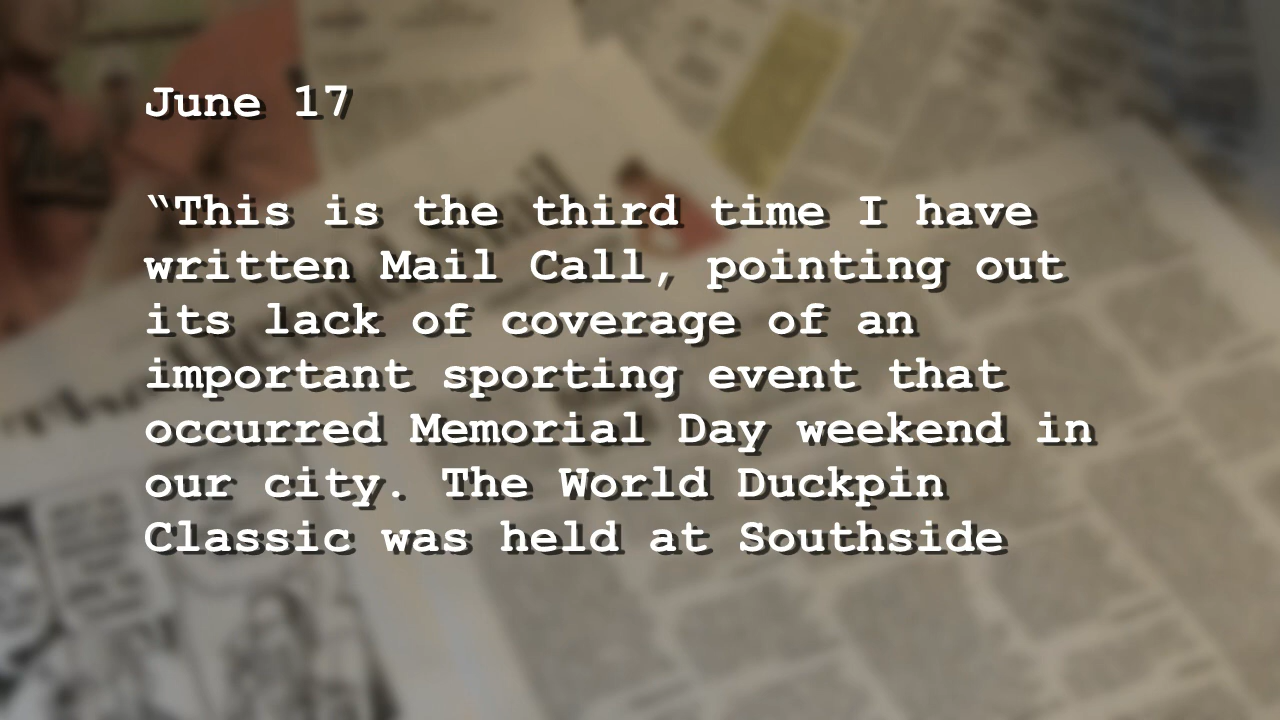 June 17
“This is the third time I have
written Mail Call, pointing out
its lack of coverage of an
important sporting event that
occurred Memorial Day weekend in
our city. The World Duckpin
Classic was held at Southside